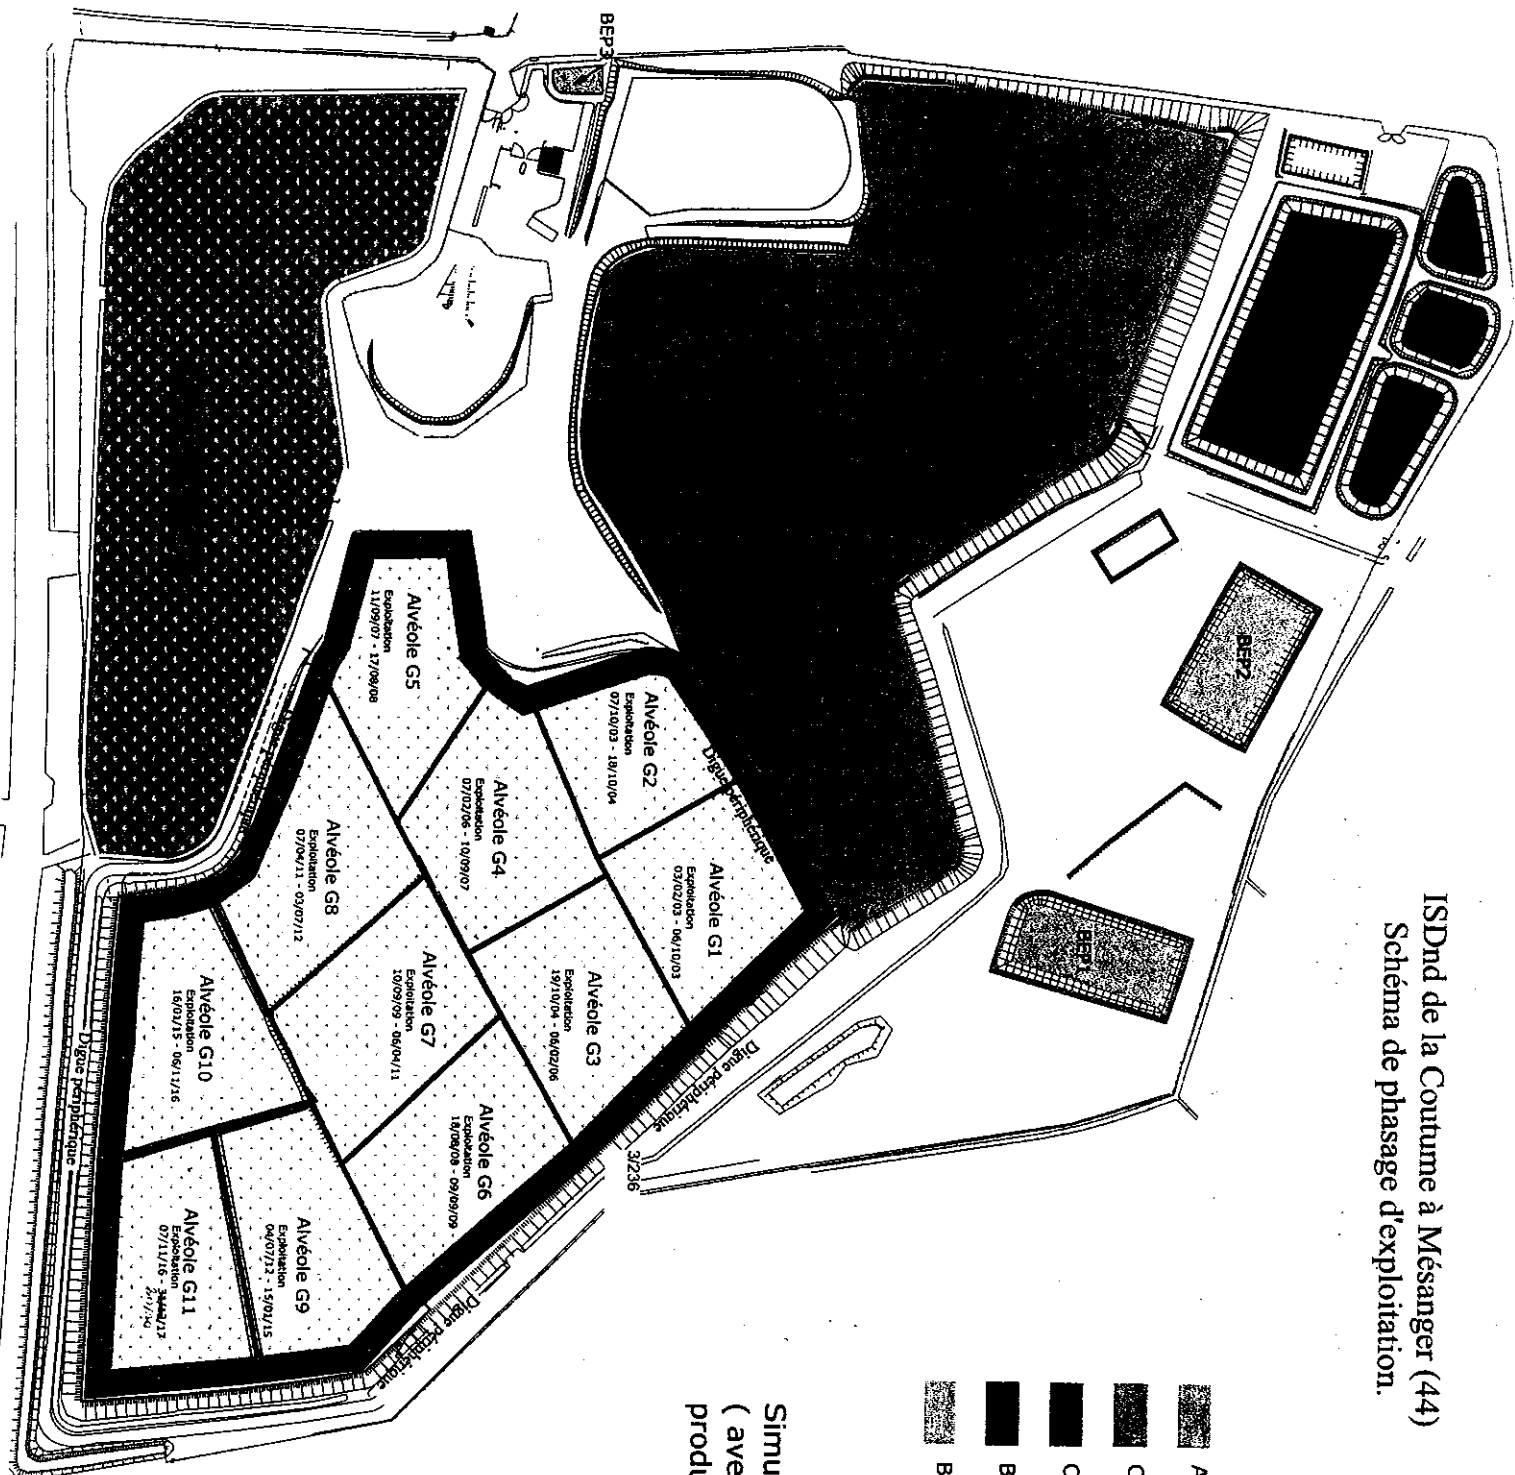 ISDnd de la Coutume à Mésanger (44)
Schéma de phasage d'exploitation.
BEP3
BEP2
BEP1
Alvéole G5
Exploitation
11/09/07 - 17/08/08
Alvéole G2
Exploitation
07/10/03 - 18/10/04
Digue périphérique
Alvéole G4
Exploitation
07/02/06 - 10/09/07
Alvéole G1
Exploitation
03/02/03 - 06/10/03
Alvéole G8
Exploitation
07/04/11 - 03/07/12
Alvéole G7
Exploitation
10/09/09 - 06/04/11
Alvéole G3
Exploitation
19/10/04 - 06/02/06
Digue périphérique
3/236
Alvéole G10
Exploitation
16/01/15 - 06/11/16
Alvéole G6
Exploitation
18/08/08 - 09/09/09
Digue périphérique
Alvéole G9
Exploitation
04/07/12 - 15/01/15
Alvéole G11
Exploitation
07/11/16 -
Digue périphérique
A
C
C
B
B
Simu
( ave
produ